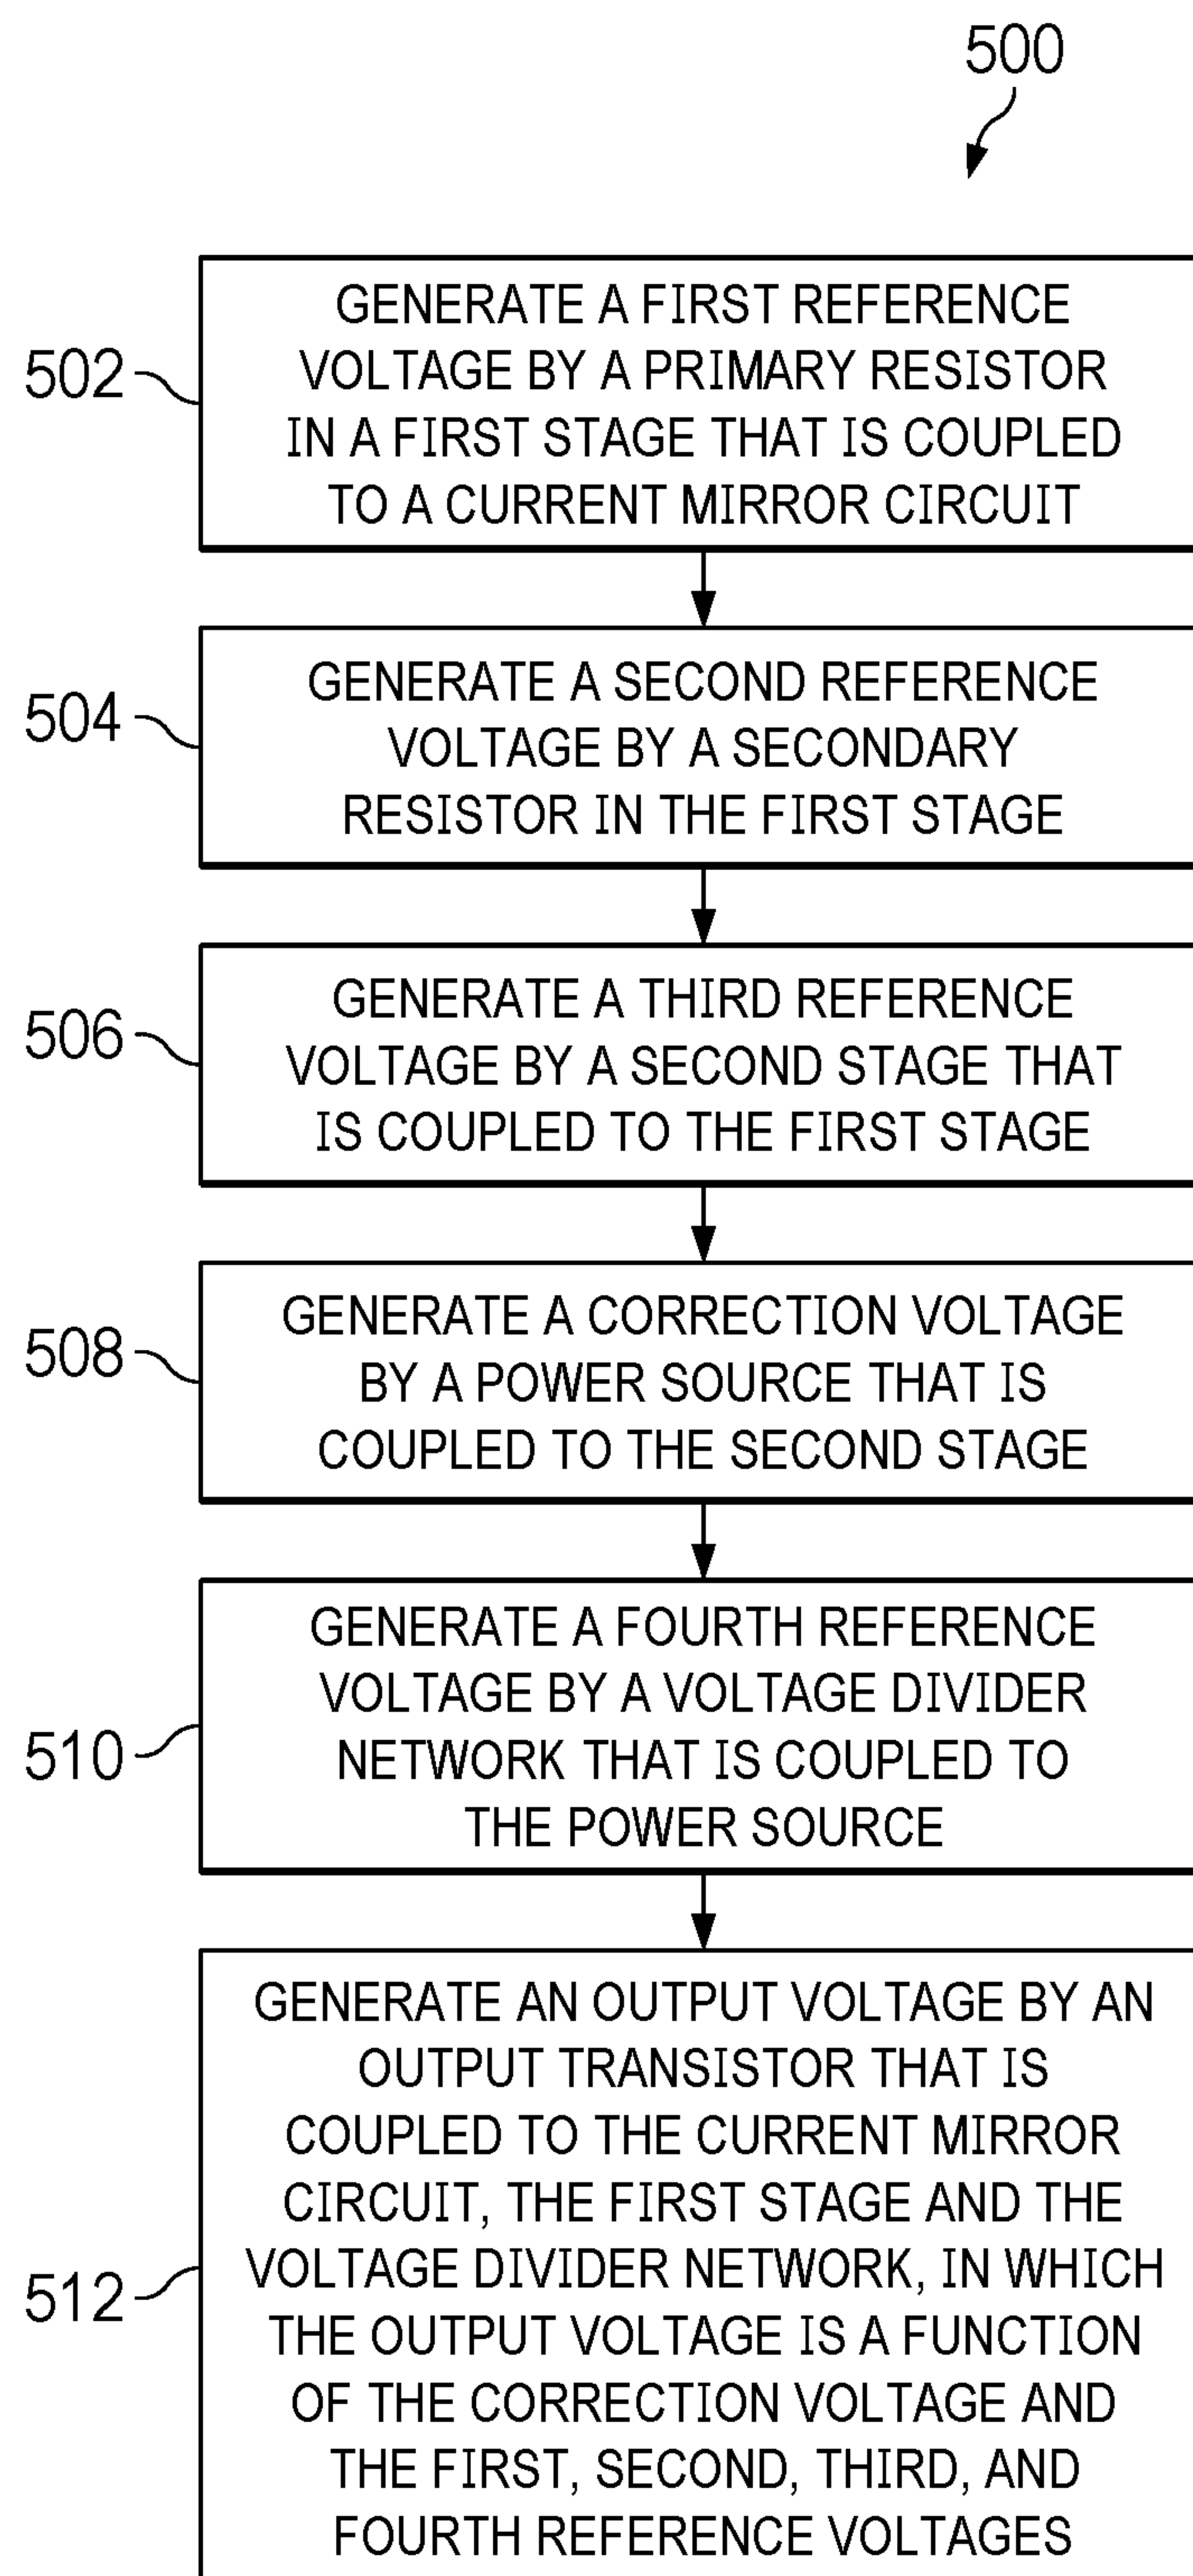 500
502
GENERATE A FIRST REFERENCE
VOLTAGE BY A PRIMARY RESISTOR
IN A FIRST STAGE THAT IS COUPLED
TO A CURRENT MIRROR CIRCUIT
504
GENERATE A SECOND REFERENCE
VOLTAGE BY A SECONDARY
RESISTOR IN THE FIRST STAGE
506
GENERATE A THIRD REFERENCE
VOLTAGE BY A SECOND STAGE THAT
IS COUPLED TO THE FIRST STAGE
508
GENERATE A CORRECTION VOLTAGE
BY A POWER SOURCE THAT IS
COUPLED TO THE SECOND STAGE
510
GENERATE A FOURTH REFERENCE
VOLTAGE BY A VOLTAGE DIVIDER
NETWORK THAT IS COUPLED TO
THE POWER SOURCE
512
GENERATE AN OUTPUT VOLTAGE BY AN
OUTPUT TRANSISTOR THAT IS
COUPLED TO THE CURRENT MIRROR
CIRCUIT, THE FIRST STAGE AND THE
VOLTAGE DIVIDER NETWORK, IN WHICH
THE OUTPUT VOLTAGE IS A FUNCTION
OF THE CORRECTION VOLTAGE AND
THE FIRST, SECOND, THIRD, AND
FOURTH REFERENCE VOLTAGES